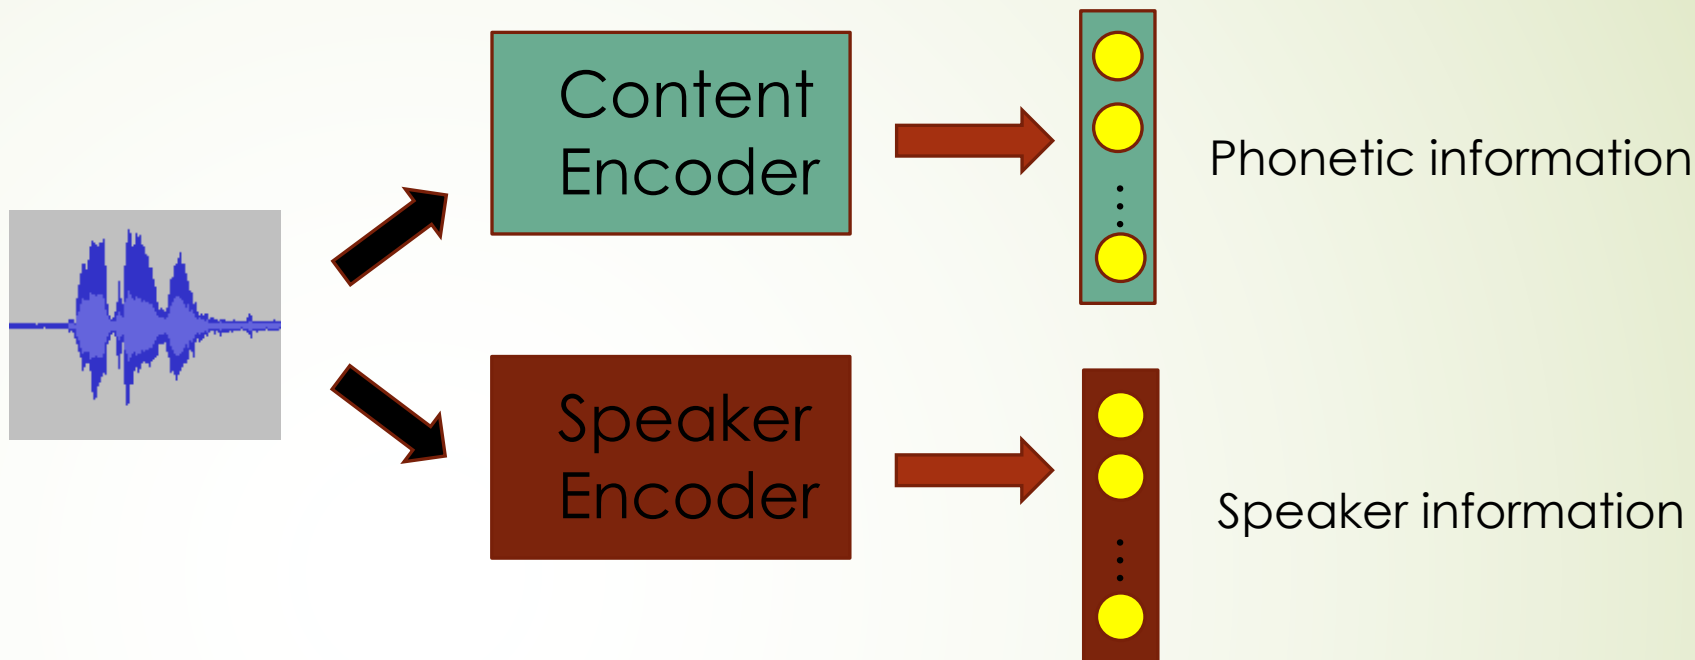 Content
Encoder
Phonetic information
Speaker
Encoder
Speaker information